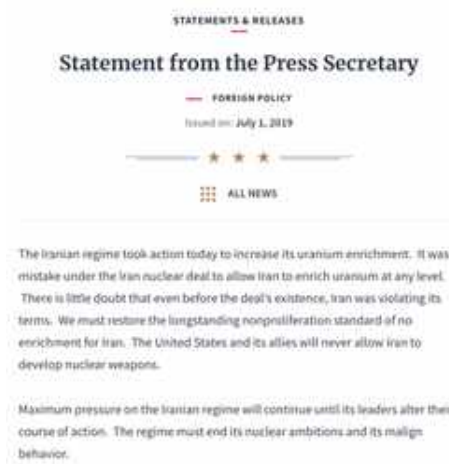 STATEMENTS & RELEASES
Statement from the Press Secretary
FOREIGN POLICY
Issued on: July 1, 2019
ALL NEWS
The Iranian regime took action today to increase its uranium enrichment. It was
mistake under the Iran nuclear deal to allow Iran to enrich uranium at any level.
There is little doubt that even before the deal's existence, Iran was violating its
terms. We must restore the longstanding nonproliferation standard of no
enrichment for Iran. The United States and its allies will never allow Iran to
develop nuclear weapons.
Maximum pressure on the Iranian regime will continue until its leaders alter thei
course of action. The regime must end its nuclear ambitions and its malign
behavior.